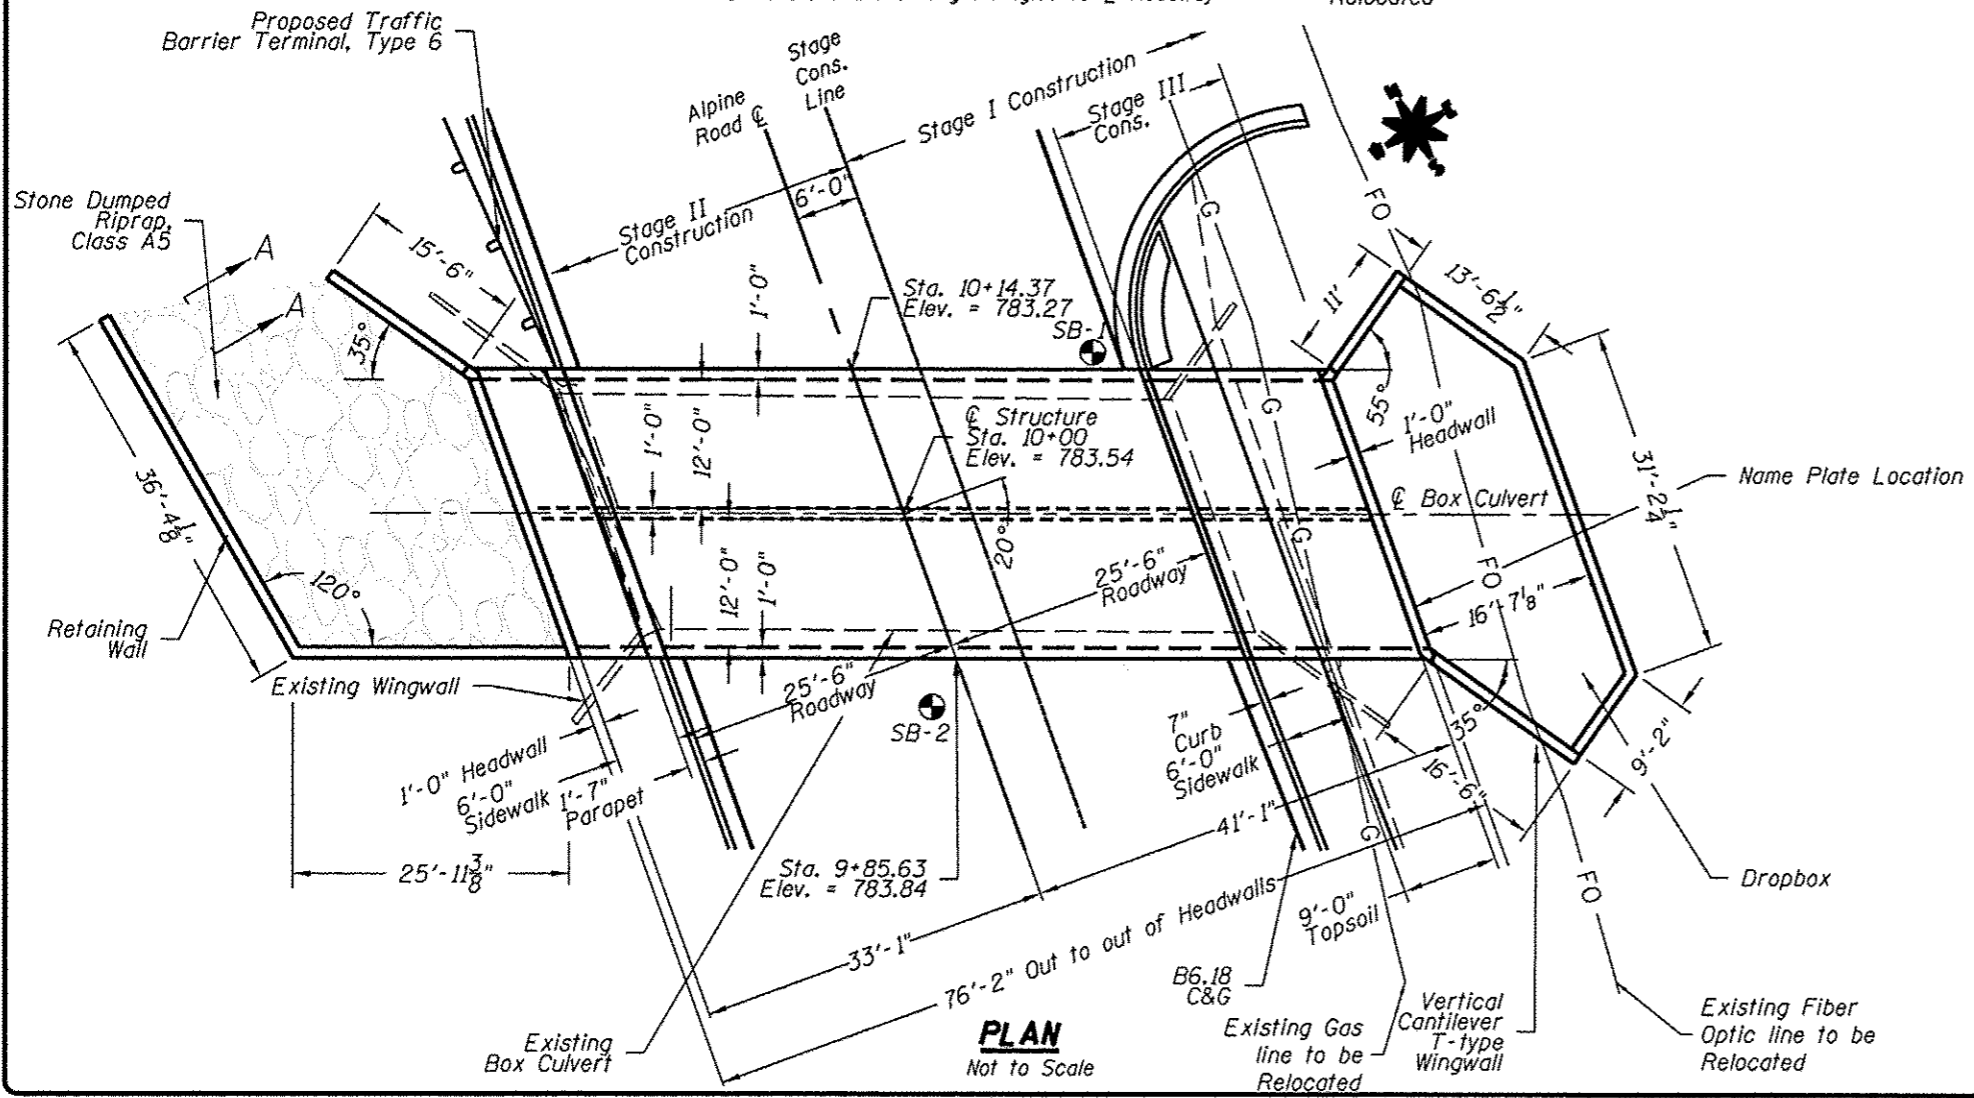 Relocated
Proposed Traffic
Barrier Terminal, Type 6
Stage
Cons.
Line
Alpine
Road ℄
Stage I Construction
Stage III
Cons.
Stage II
Construction
6'-0"
FO
G
Stone Dumped
Riprap,
Class A5
A
A
15'-6"
35°
1'-0"
Sta. 10+14.37
Elev. = 783.27
SB-1
11'
13'-6½"
55°
1'-0"
Headwall
1'-0"
12'-0"
℄ Structure
Sta. 10+00
Elev. = 783.54
G
G
℄ Box Culvert
31'-2¼"
Name Plate Location
36'-4⅛"
120°
20°
25'-6"
Roadway
FO
16'-7⅛"
12'-0"
1'-0"
Retaining
Wall
Existing Wingwall
25'-6"
Roadway
SB-2
7"
Curb
6'-0"
Sidewalk
35°
16'-6"
9'-2"
1'-0" Headwall
6'-0"
Sidewalk
1'-7"
Parapet
25'-11⅜"
Sta. 9+85.63
Elev. = 783.84
41'-1"
G
FO
Dropbox
33'-1"
76'-2" Out to out of Headwalls
9'-0"
Topsoil
B6.18
C&G
Existing
Box Culvert
PLAN
Not to Scale
Existing Gas
line to be
Relocated
Vertical
Cantilever
T-type
Wingwall
Existing Fiber
Optic line to be
Relocated